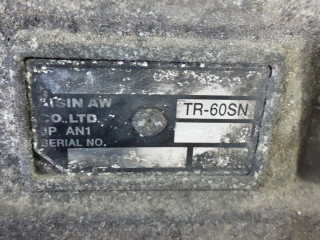 AISIN AW
CO.,LTD.
JP AN1
SERIAL NO.
TR-60SN